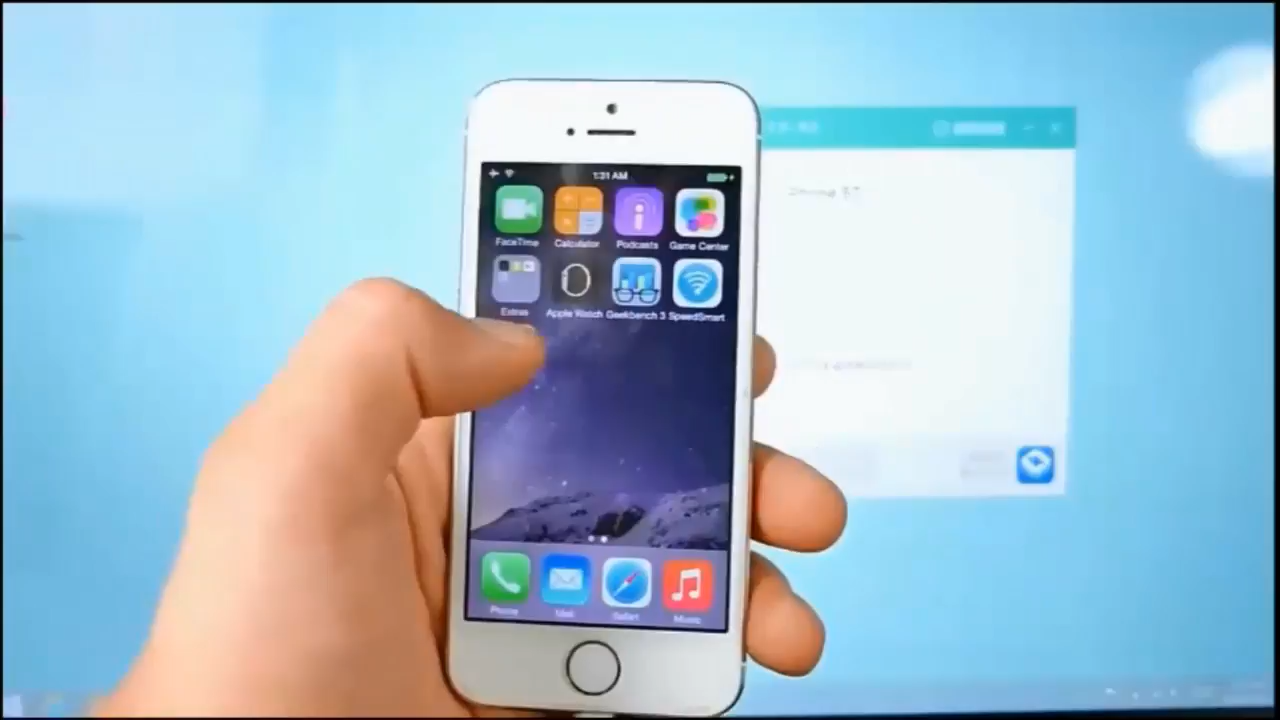 1:31 AM
FaceTime Calculator Podcasts Game Center
Extras Apple Watch Geekbench 3 SpeedSmart
Phone Mail Safari Music